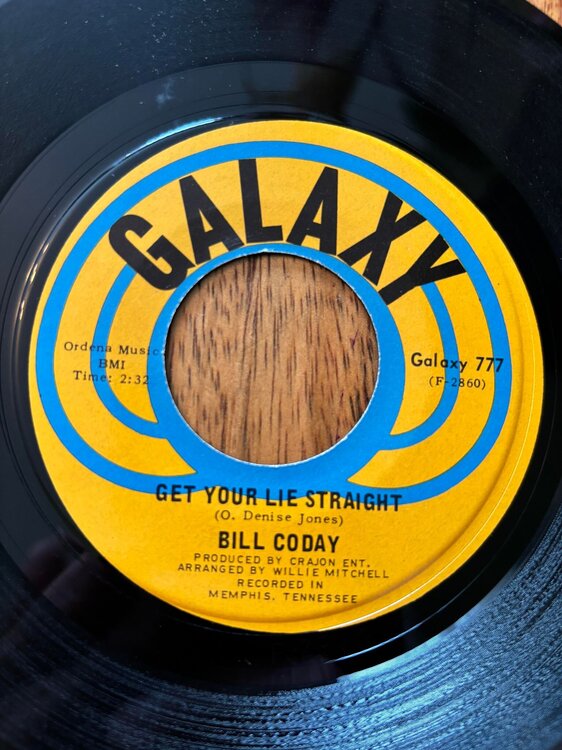 GALAXY
Ordena Music
BMI
Time: 2:32
Galaxy 777
(F-2860)
GET YOUR LIE STRAIGHT
(O. Denise Jones)
BILL CODAY
PRODUCED BY CRAJON ENT.
ARRANGED BY WILLIE MITCHELL
RECORDED IN
MEMPHIS, TENNESSEE